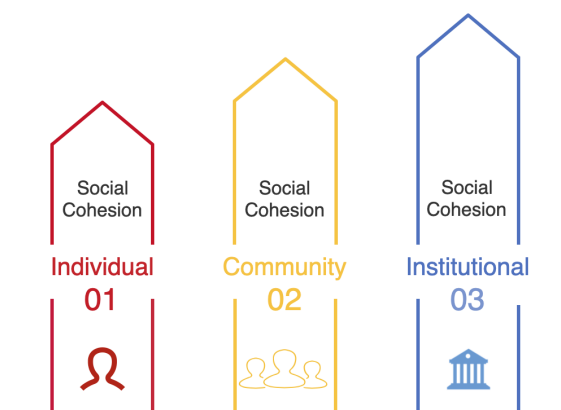 Social
Cohesion
Individual
01
Social
Cohesion
Community
02
Social
Cohesion
Institutional
03